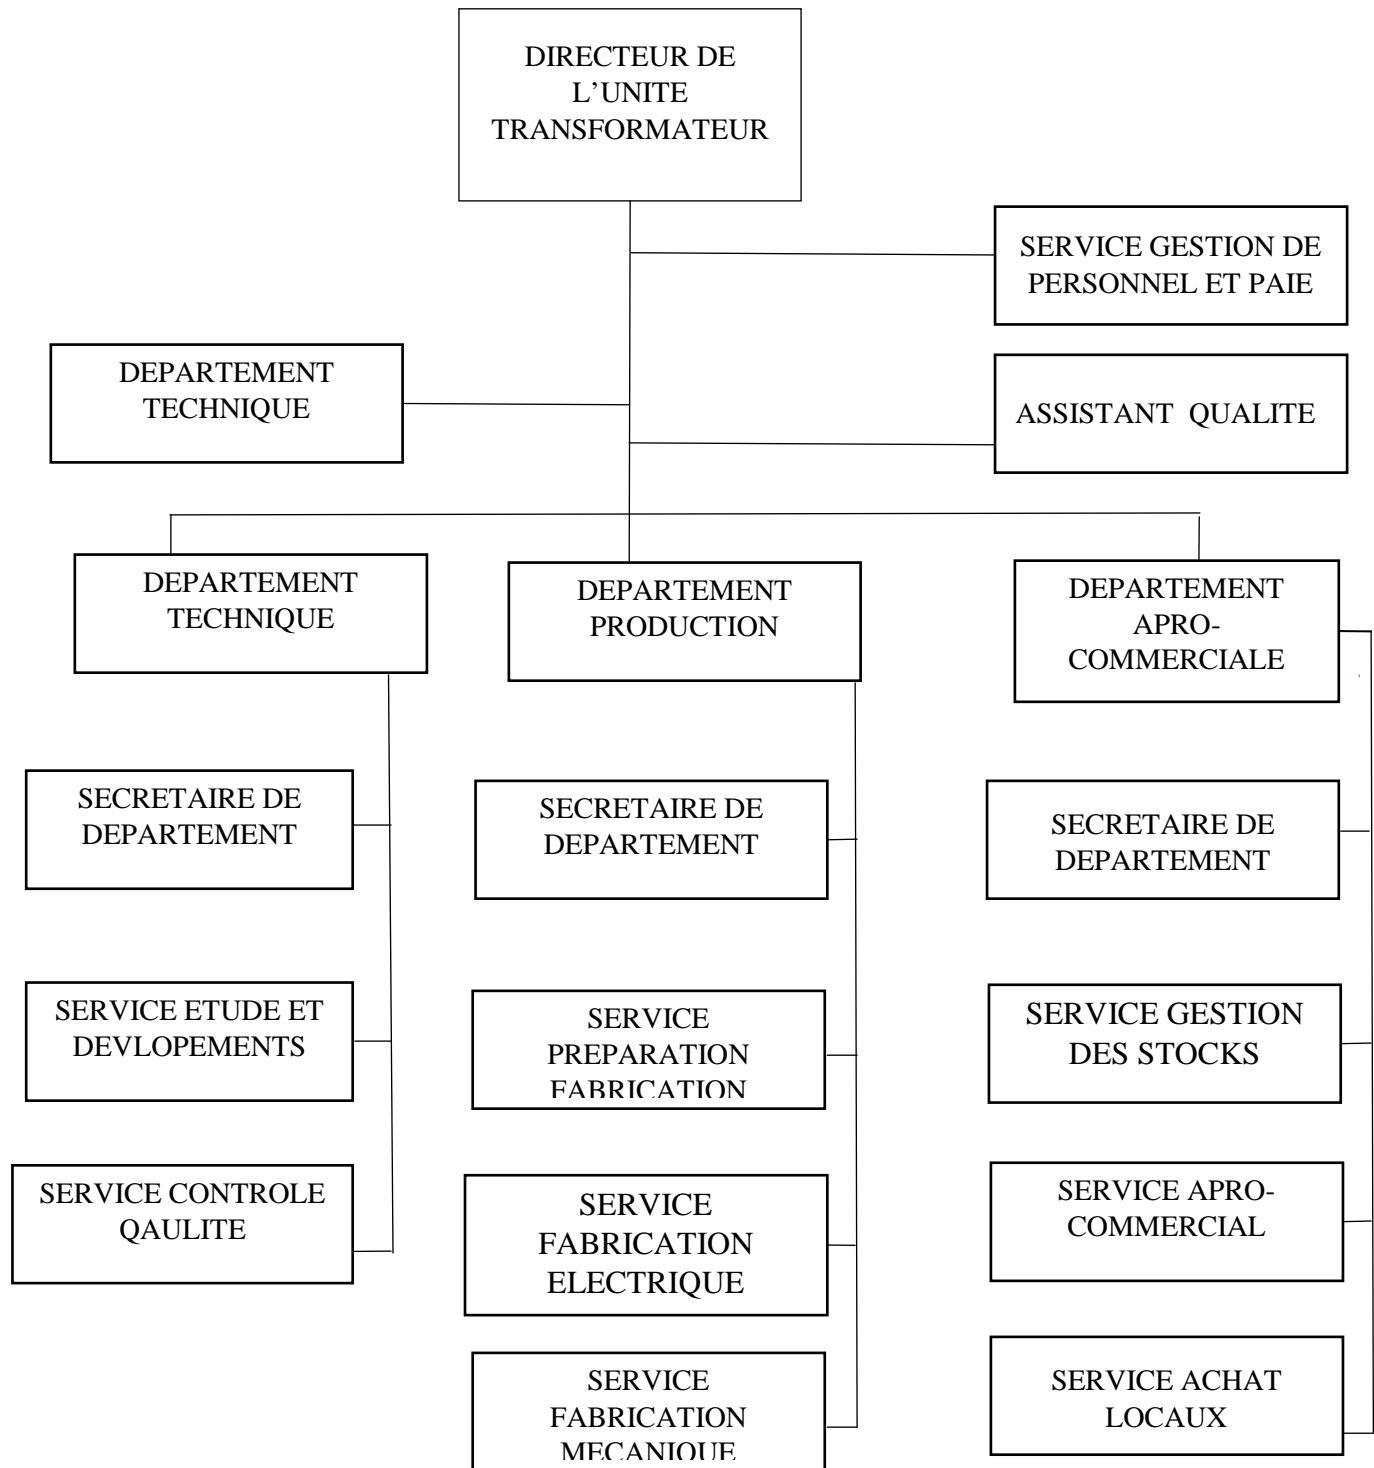 DIRECTEUR DE
L'UNITE
TRANSFORMATEUR
SERVICE GESTION DE
PERSONNEL ET PAIE
DEPARTEMENT
TECHNIQUE
ASSISTANT QUALITE
DEPARTEMENT
TECHNIQUE
DEPARTEMENT
PRODUCTION
DEPARTEMENT
APRO-
COMMERCIALE
SECRETAIRE DE
DEPARTEMENT
SECRETAIRE DE
DEPARTEMENT
SECRETAIRE DE
DEPARTEMENT
SERVICE ETUDE ET
DEVLOPEMENTS
SERVICE
PREPARATION
FABRICATION
SERVICE GESTION
DES STOCKS
SERVICE CONTROLE
QAULITE
SERVICE
FABRICATION
ELECTRIQUE
SERVICE APRO-
COMMERCIAL
SERVICE
FABRICATION
MECANIQUE
SERVICE ACHAT
LOCAUX